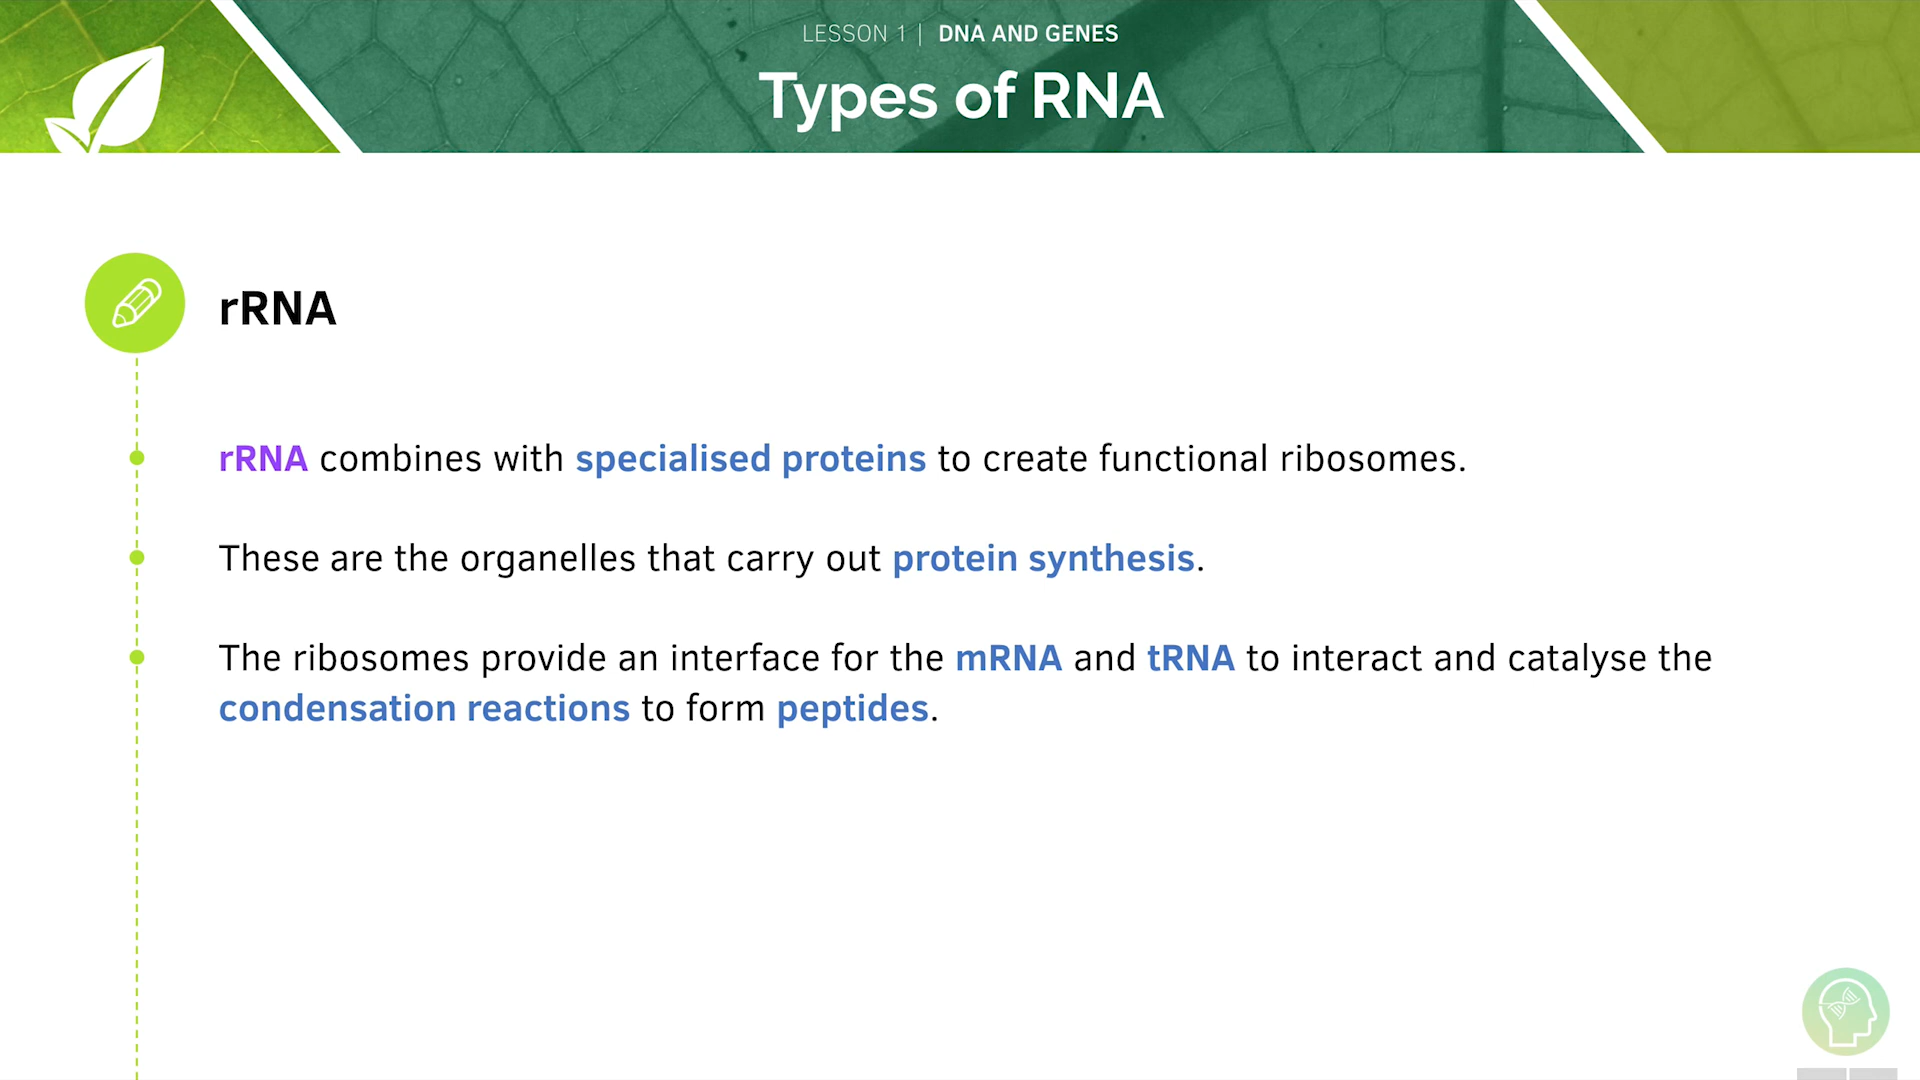 LESSON 1 | DNA AND GENES
Types of RNA
rRNA
rRNA combines with specialised proteins to create functional ribosomes.
These are the organelles that carry out protein synthesis.
The ribosomes provide an interface for the mRNA and tRNA to interact and catalyse the
condensation reactions to form peptides.